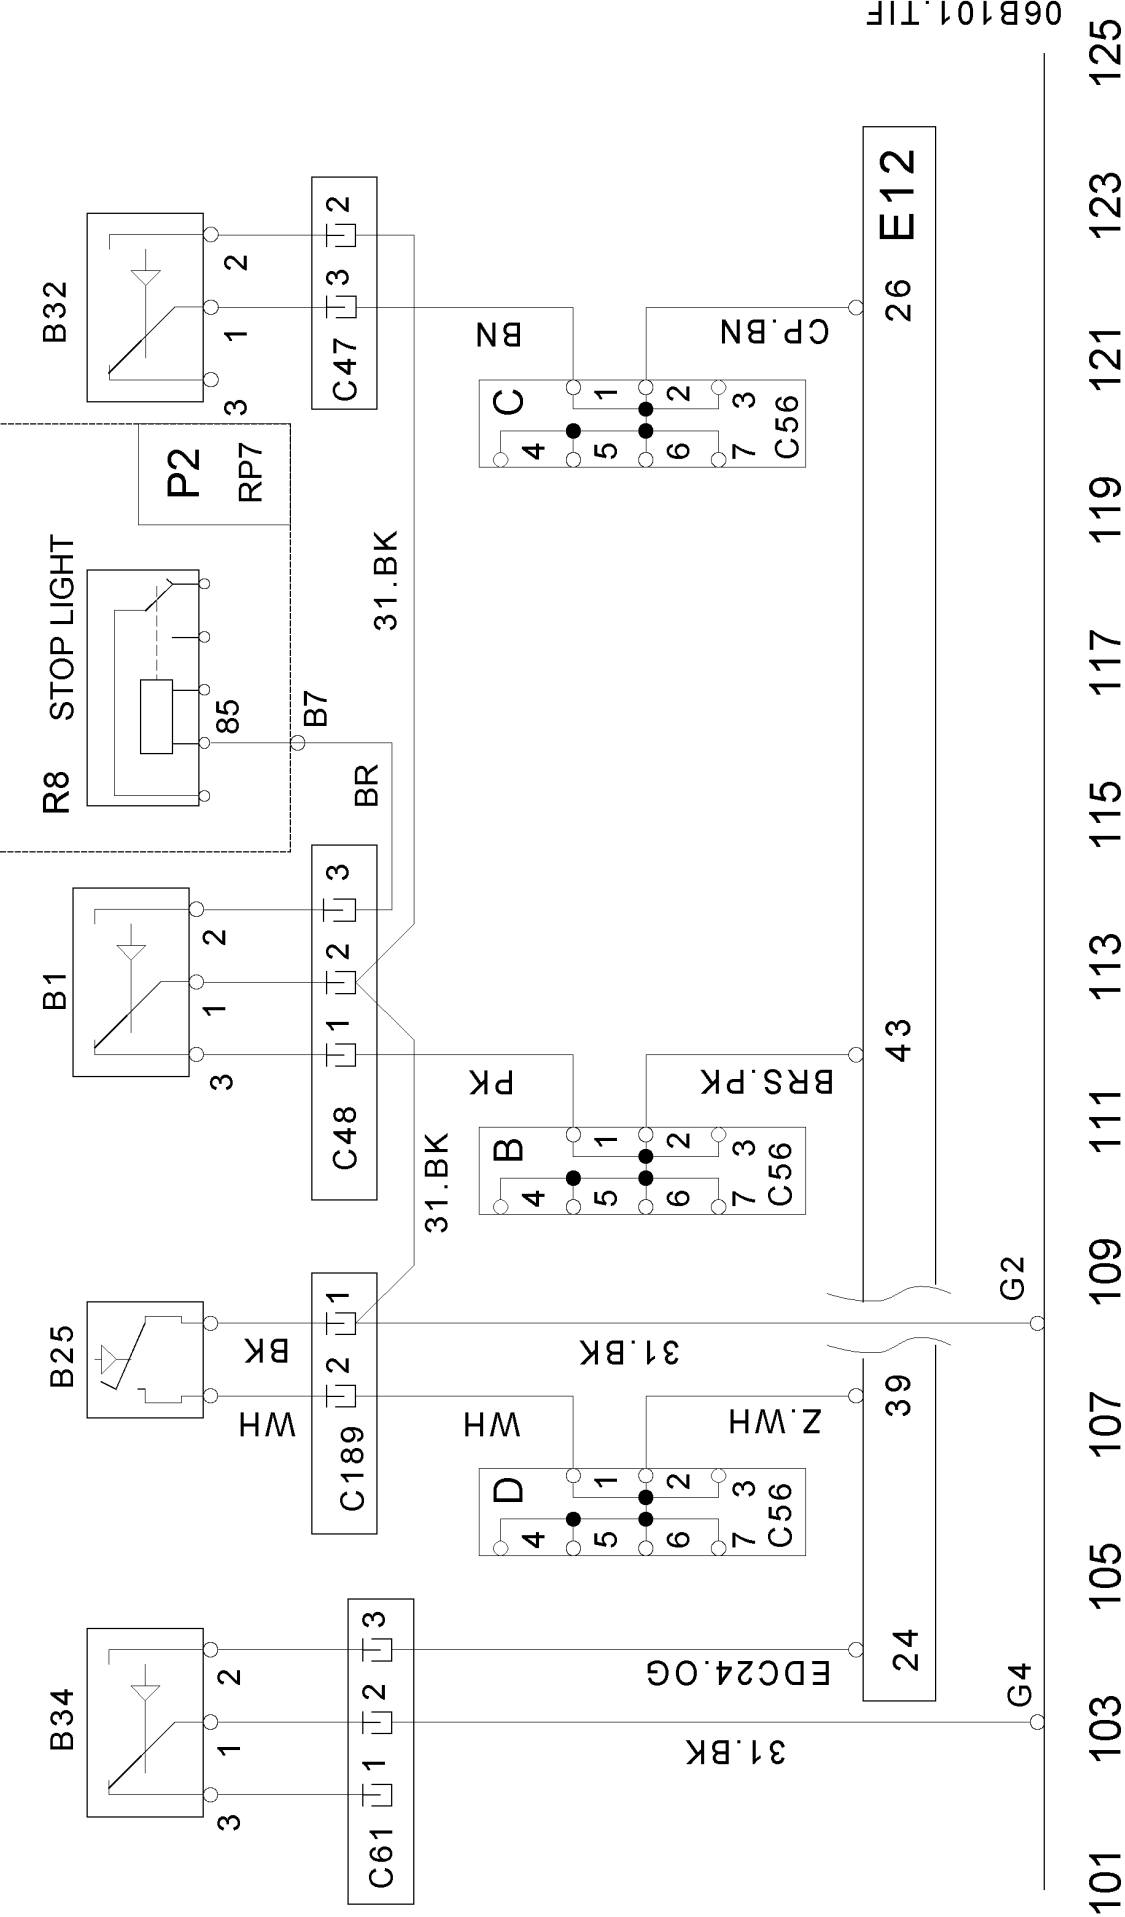 06B101.TIF
101 103 105 107 109 111 113 115 117 119 121 123 125
B34
3 1 2
C61 1 2 3
31.BK
EDC24.OG
24
G4
B25
WH
BK
C189 2 1
WH
31.BK
D
1 2 3
4 5 6 7
C56
Z.WH
39
G2
B1
3 1 2
C48 1 2 3
31.BK
PK
B
1 2 3
4 5 6 7
C56
BRS.PK
43
R8 STOP LIGHT
85
B7
BR
P2
RP7
31.BK
B32
3 1 2
C47 3 2
BN
C
1 2 3
4 5 6 7
C56
CP.BN
26 E12